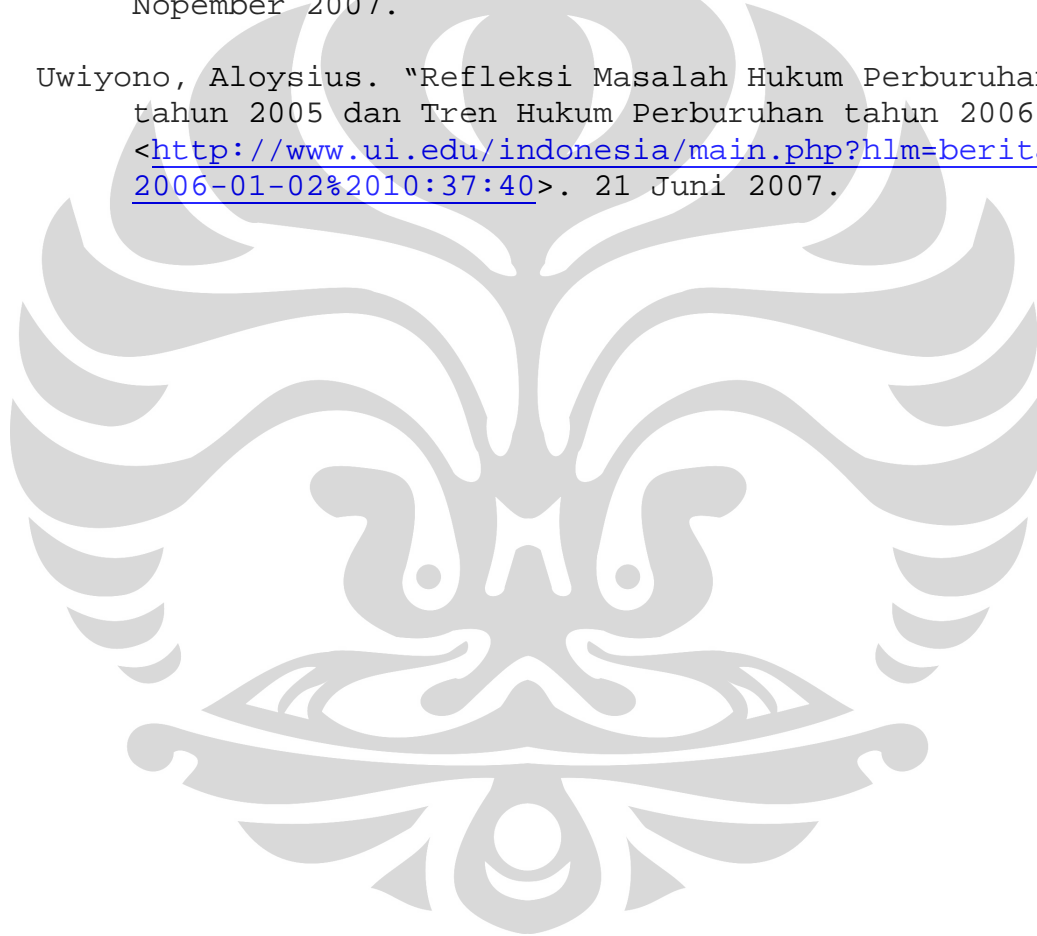 Nopember 2007.
Uwiyono, Aloysius. “Refleksi Masalah Hukum Perburuhan
tahun 2005 dan Tren Hukum Perburuhan tahun 2006
<http://www.ui.edu/indonesia/main.php?hlm=berita
2006-01-02%2010:37:40>. 21 Juni 2007.